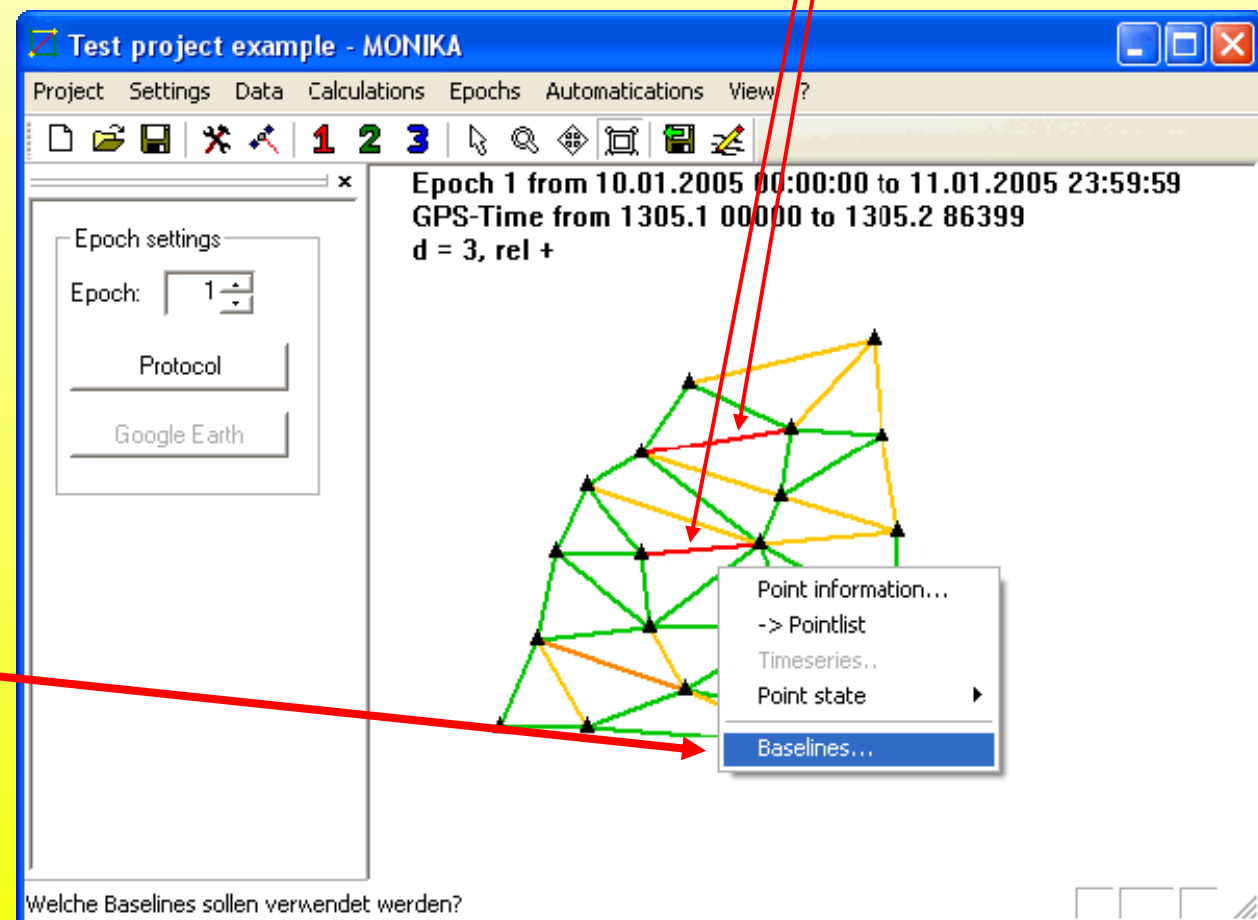 Test project example - MONIKA
Project Settings Data Calculations Epochs Automatications View ?
1 2 3
Epoch 1 from 10.01.2005 00:00:00 to 11.01.2005 23:59:59
GPS-Time from 1305.1 00000 to 1305.2 86399
d = 3, rel +
Epoch settings
Epoch: 1
Protocol
Google Earth
Point information...
-> Pointlist
Timeseries..
Point state
Baselines...
Welche Baselines sollen verwendet werden?